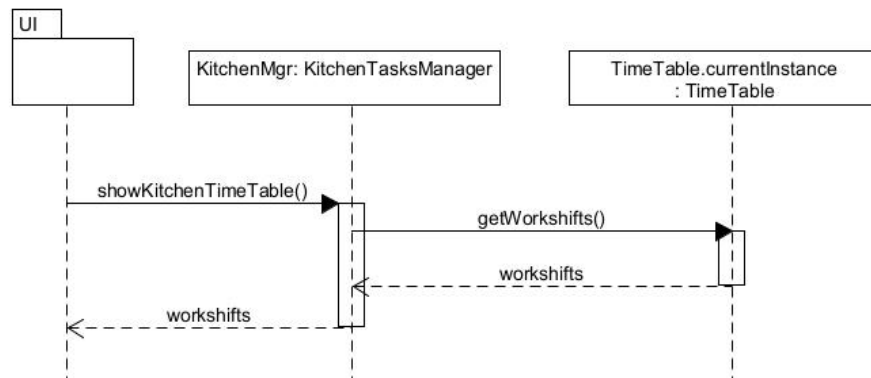 UI
KitchenMgr: KitchenTasksManager
TimeTable.currentInstance
: TimeTable
showKitchenTimeTable()
getWorkshifts()
workshifts
workshifts